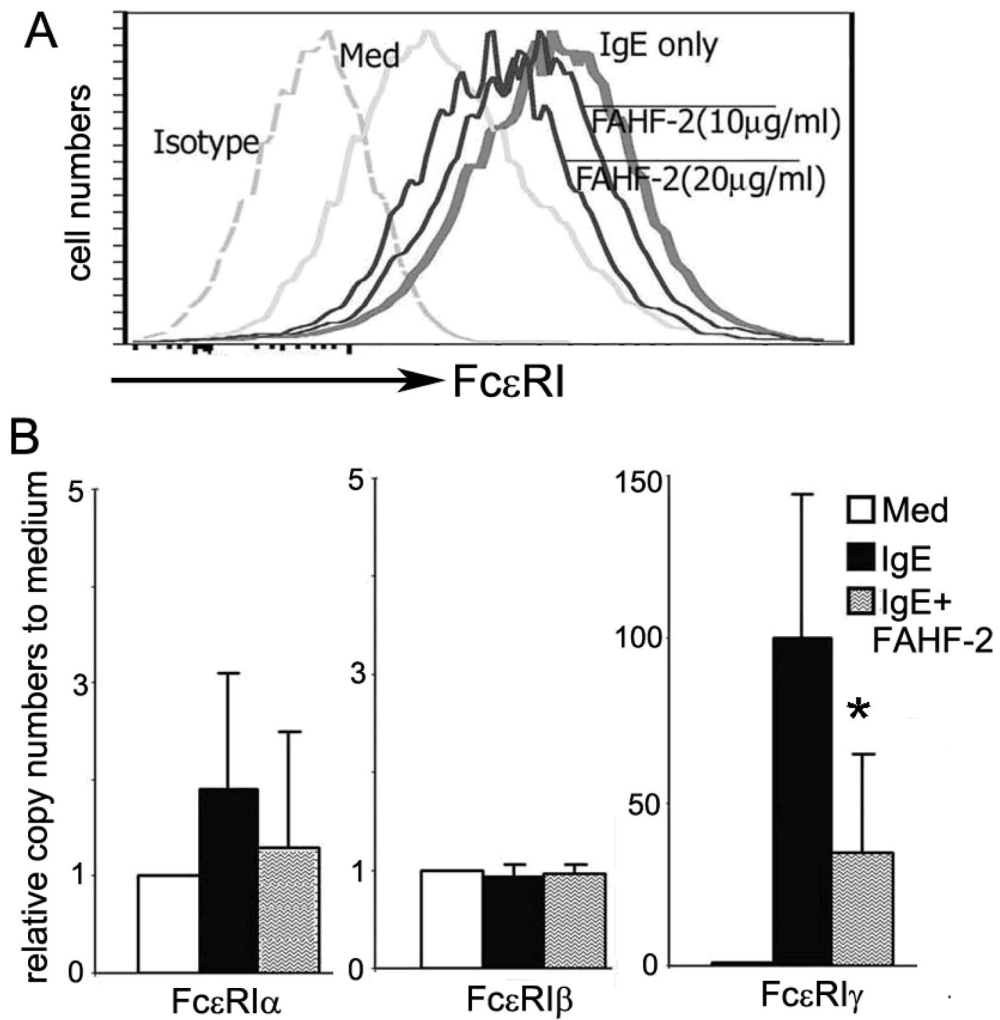 A
Med
IgE only
Isotype
FAHF-2(10μg/ml)
FAHF-2(20μg/ml)
cell numbers
FcεRI
B
relative copy numbers to medium
5
3
1
0
FcεRIα
5
3
1
0
FcεRIβ
150
100
50
0
FcεRIγ
Med
IgE
IgE+
FAHF-2
*